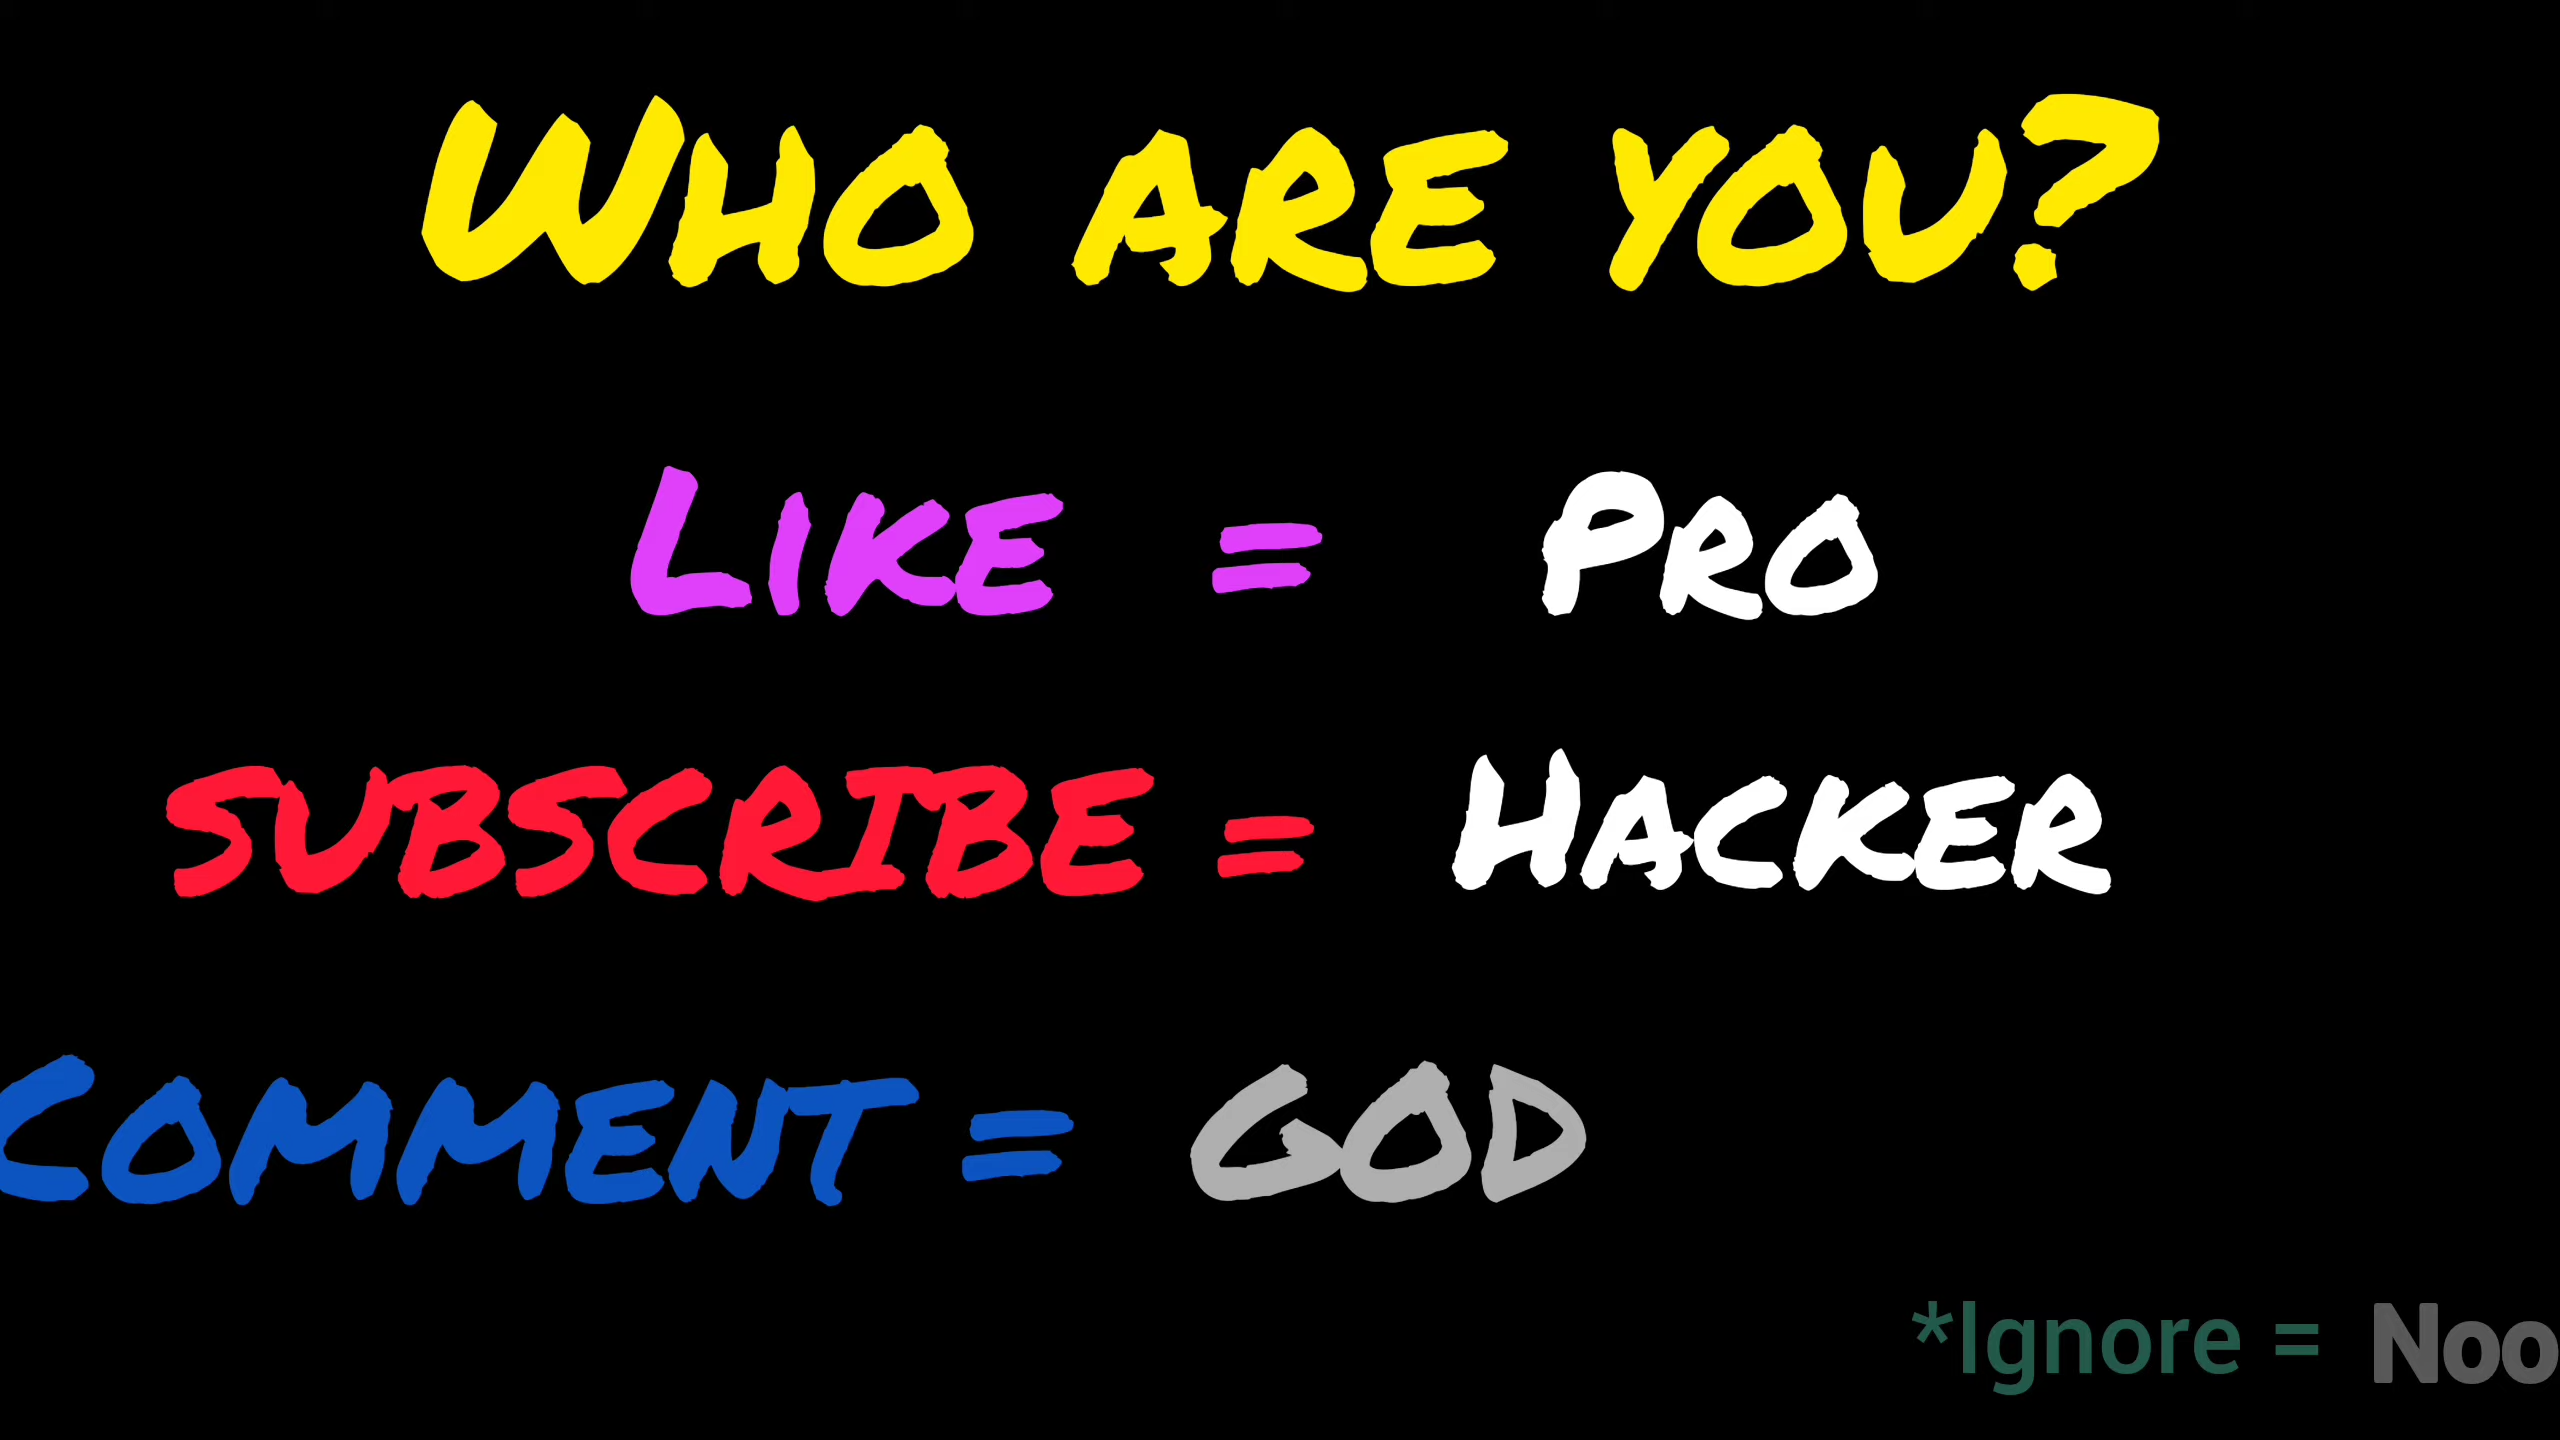 Who are you?
Like = Pro
SUBSCRIBE = Hacker
Comment = GOD
*Ignore = Noo